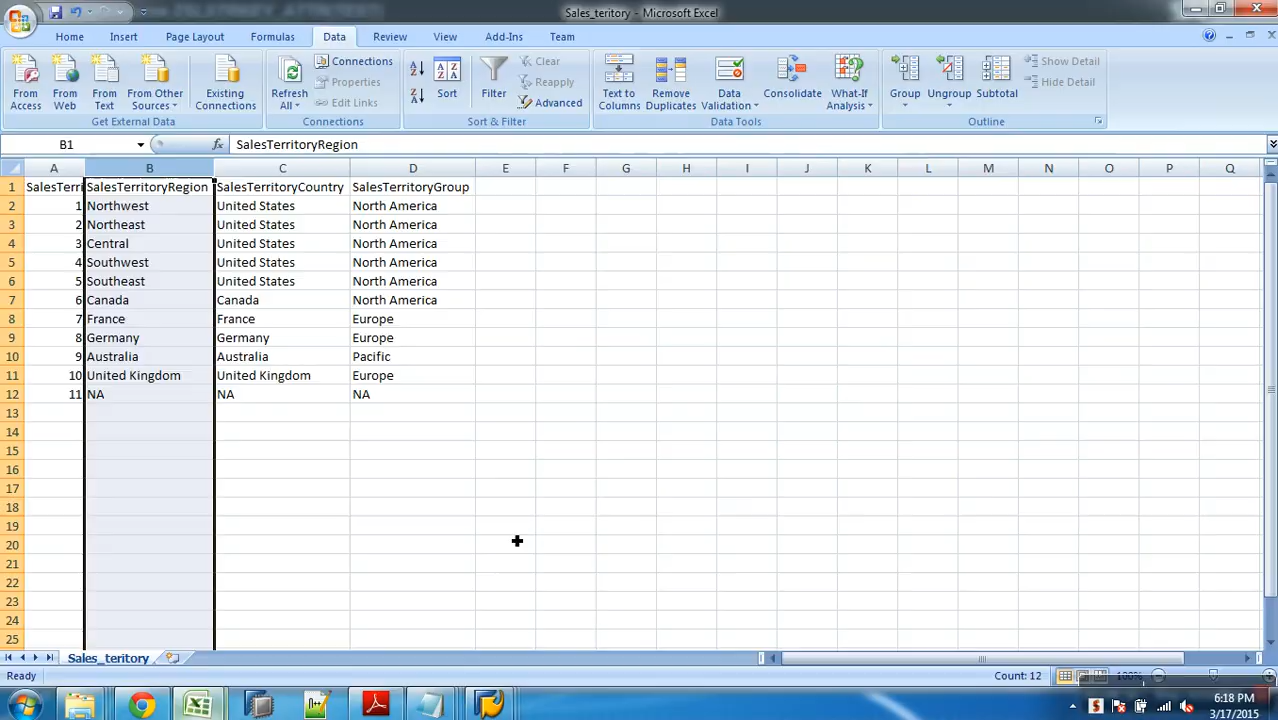 Sales_teritory - Microsoft Excel
Home Insert Page Layout Formulas Data Review View Add-Ins Team
From Access
From Web
From Text
From Other Sources
Existing Connections
Get External Data
Refresh All
Connections
Properties
Edit Links
Connections
Sort
Filter
Clear
Reapply
Advanced
Sort & Filter
Text to Columns
Remove Duplicates
Data Validation
Consolidate
What-If Analysis
Data Tools
Group
Ungroup
Subtotal
Show Detail
Hide Detail
Outline
B1 fx SalesTerritoryRegion
A B C D E F G H I J K L M N O P Q
1 SalesTerri SalesTerritoryRegion SalesTerritoryCountry SalesTerritoryGroup
2 1 Northwest United States North America
3 2 Northeast United States North America
4 3 Central United States North America
5 4 Southwest United States North America
6 5 Southeast United States North America
7 6 Canada Canada North America
8 7 France France Europe
9 8 Germany Germany Europe
10 9 Australia Australia Pacific
11 10 United Kingdom United Kingdom Europe
12 11 NA NA NA
13
14
15
16
17
18
19
20
21
22
23
24
25
Sales_teritory
Ready Count: 12 100%
6:18 PM
3/17/2015